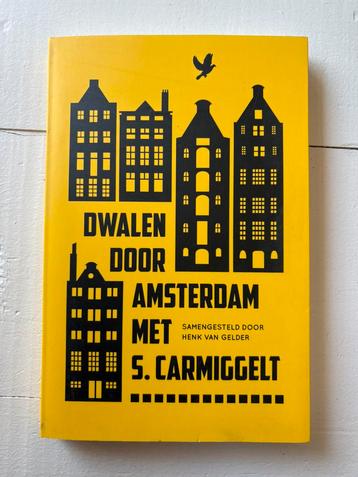 DWALEN
DOOR
AMSTERDAM
MET
SAMENGESTELD DOOR
HENK VAN GELDER
S. CARMIGGELT